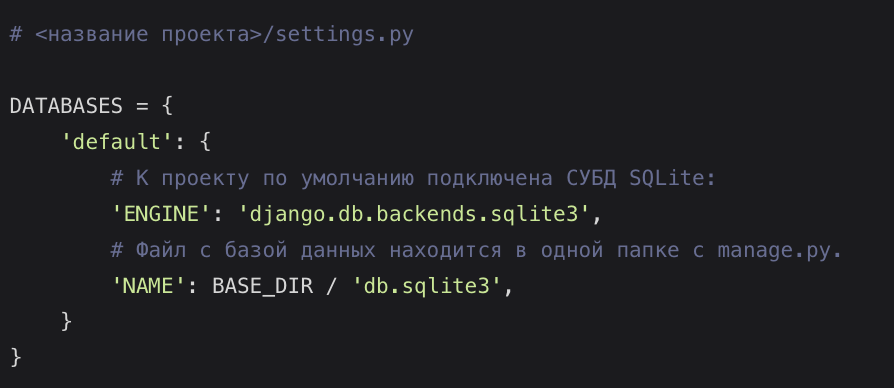 # <название проекта>/settings.py
DATABASES = {
    'default': {
        # К проекту по умолчанию подключена СУБД SQLite:
        'ENGINE': 'django.db.backends.sqlite3',
        # Файл с базой данных находится в одной папке с manage.py.
        'NAME': BASE_DIR / 'db.sqlite3',
    }
}